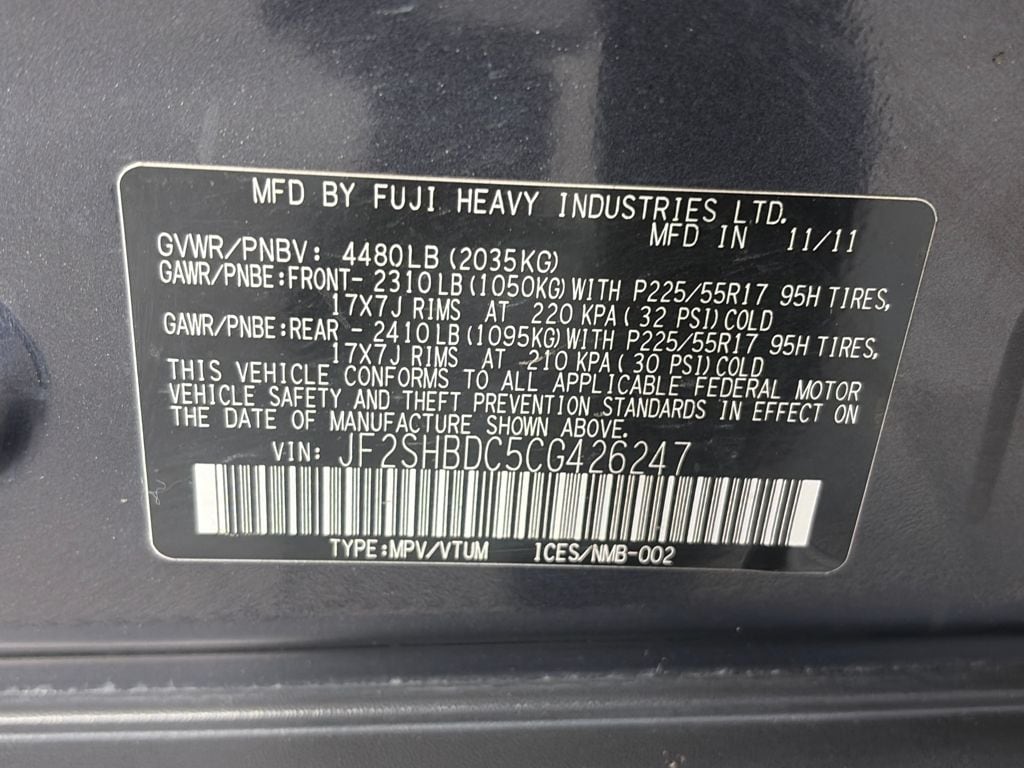 MFD BY FUJI HEAVY INDUSTRIES LTD.
MFD IN 11/11
GVWR/PNBV: 4480LB (2035KG)
GAWR/PNBE:FRONT- 2310LB (1050KG) WITH P225/55R17 95H TIRES,
17X7J RIMS AT 220 KPA ( 32 PSI) COLD
GAWR/PNBE:REAR - 2410LB (1095KG) WITH P225/55R17 95H TIRES,
17X7J RIMS AT 210 KPA ( 30 PSI) COLD
THIS VEHICLE CONFORMS TO ALL APPLICABLE FEDERAL MOTOR
VEHICLE SAFETY AND THEFT PREVENTION STANDARDS IN EFFECT ON
THE DATE OF MANUFACTURE SHOWN ABOVE.
VIN: JF2SHBDC5CG426247
TYPE:MPV/VTUM ICES/NMB-002